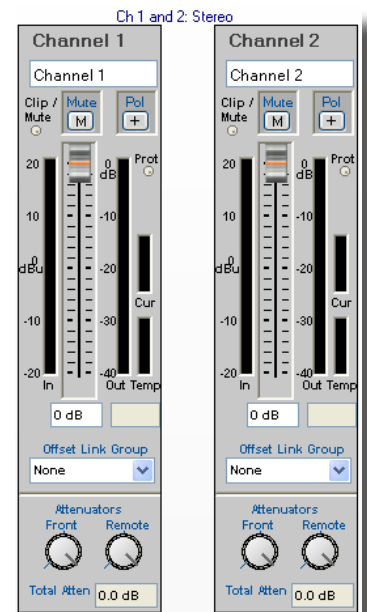 Ch 1 and 2: Stereo
Channel 1
Channel 1
Clip / Mute Pol
Mute M +
20 0 Prot
dB
10 -10
0 -20
dBu
Cur
-10 -30
-20 -40
In Out Temp
0 dB
Offset Link Group
None
Attenuators
Front Remote
Total Atten 0.0 dB
Channel 2
Channel 2
Clip / Mute Pol
Mute M +
20 0 Prot
dB
10 -10
0 -20
dBu
Cur
-10 -30
-20 -40
In Out Temp
0 dB
Offset Link Group
None
Attenuators
Front Remote
Total Atten 0.0 dB